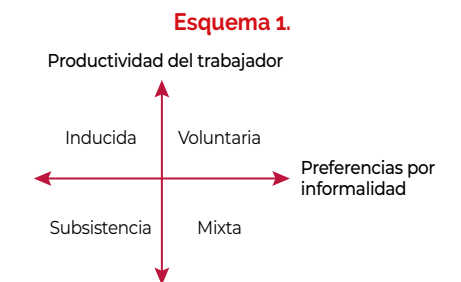 Esquema 1.
Productividad del trabajador
Inducida
Voluntaria
Preferencias por
informalidad
Subsistencia
Mixta